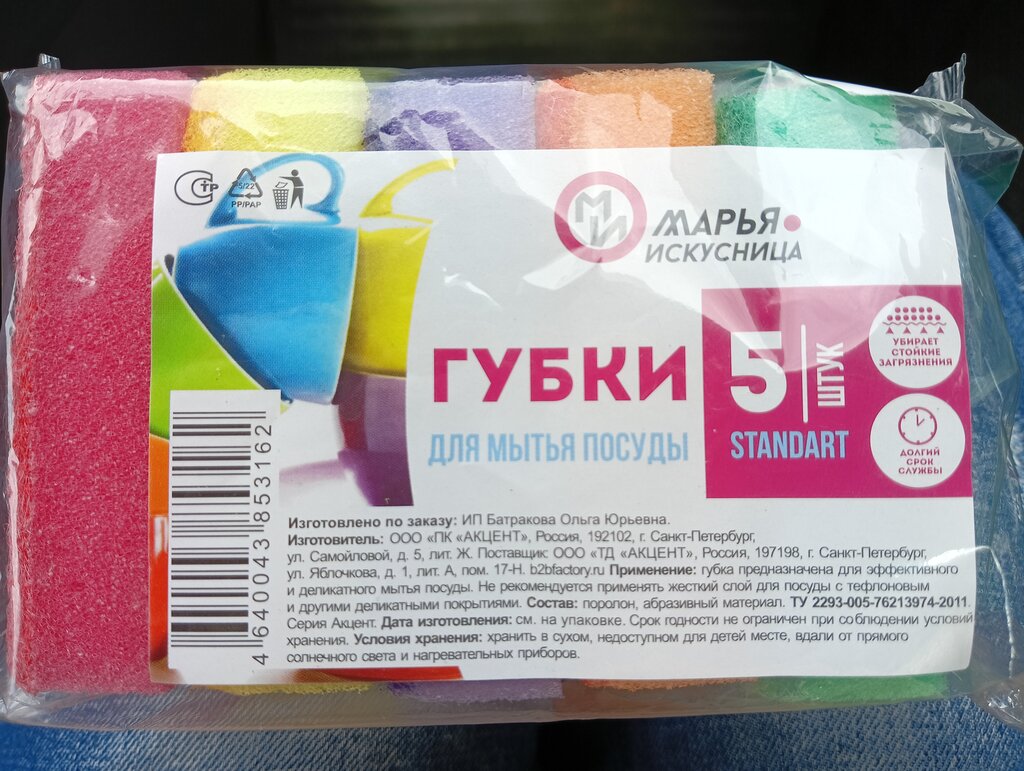 СТР
25/22
PP/PAP
МИ
МАРЬЯ
ИСКУСНИЦА
ГУБКИ
ДЛЯ МЫТЬЯ ПОСУДЫ
5 ШТУК
STANDART
УБИРАЕТ
СТОЙКИЕ
ЗАГРЯЗНЕНИЯ
ДОЛГИЙ
СРОК
СЛУЖБЫ
4 640043 853162
Изготовлено по заказу: ИП Батракова Ольга Юрьевна.
Изготовитель: ООО «ПК «АКЦЕНТ», Россия, 192102, г. Санкт-Петербург,
ул. Самойловой, д. 5, лит. Ж. Поставщик: ООО «ТД «АКЦЕНТ», Россия, 197198, г. Санкт-Петербург,
ул. Яблочкова, д. 1, лит. А, пом. 17-Н. b2bfactory.ru Применение: губка предназначена для эффективного
и деликатного мытья посуды. Не рекомендуется применять жесткий слой для посуды с тефлоновым
и другими деликатными покрытиями. Состав: поролон, абразивный материал. ТУ 2293-005-76213974-2011.
Серия Акцент. Дата изготовления: см. на упаковке. Срок годности не ограничен при соблюдении условий
хранения. Условия хранения: хранить в сухом, недоступном для детей месте, вдали от прямого
солнечного света и нагревательных приборов.